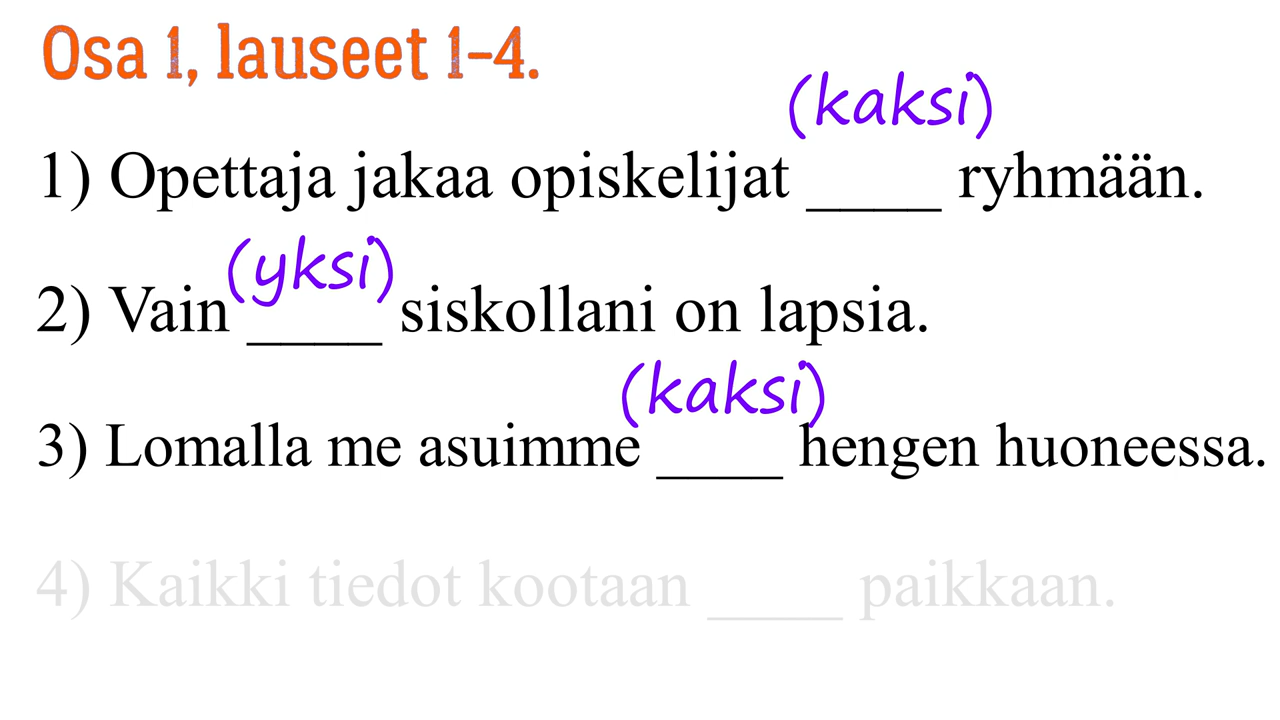 Osa 1, lauseet 1-4.
(kaksi)
1) Opettaja jakaa opiskelijat ____ ryhmään.
(yksi)
2) Vain ____ siskollani on lapsia.
(kaksi)
3) Lomalla me asuimme ____ hengen huoneessa.
4) Kaikki tiedot kootaan ____ paikkaan.